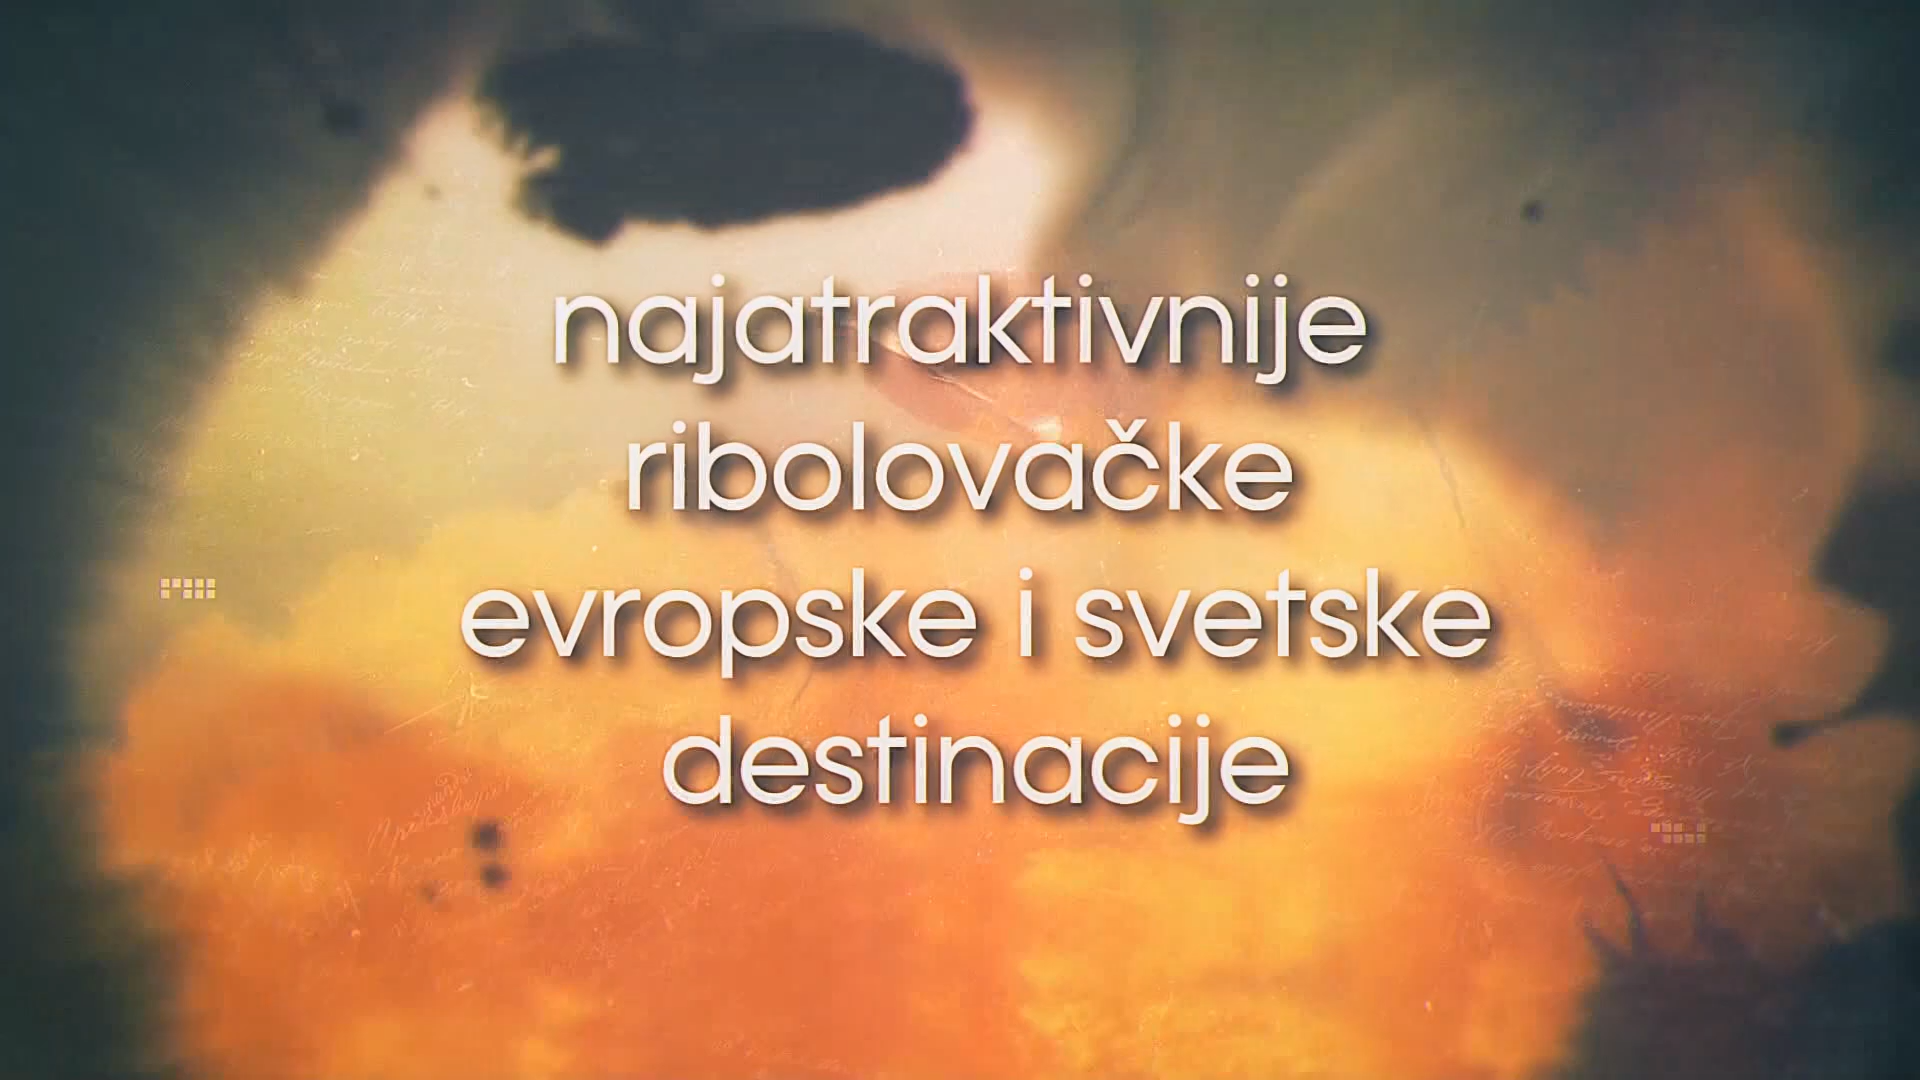 najatraktivnije
ribolovačke
evropske i svetske
destinacije